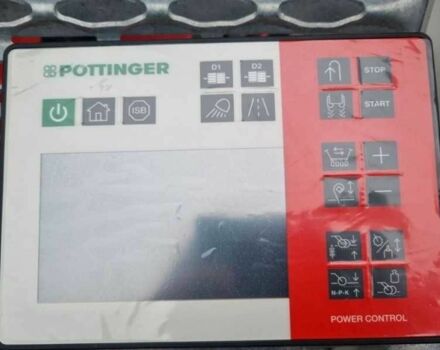 PÖTTINGER
D1 D2
STOP
ISB
START
+
−
N-P-K
POWER CONTROL